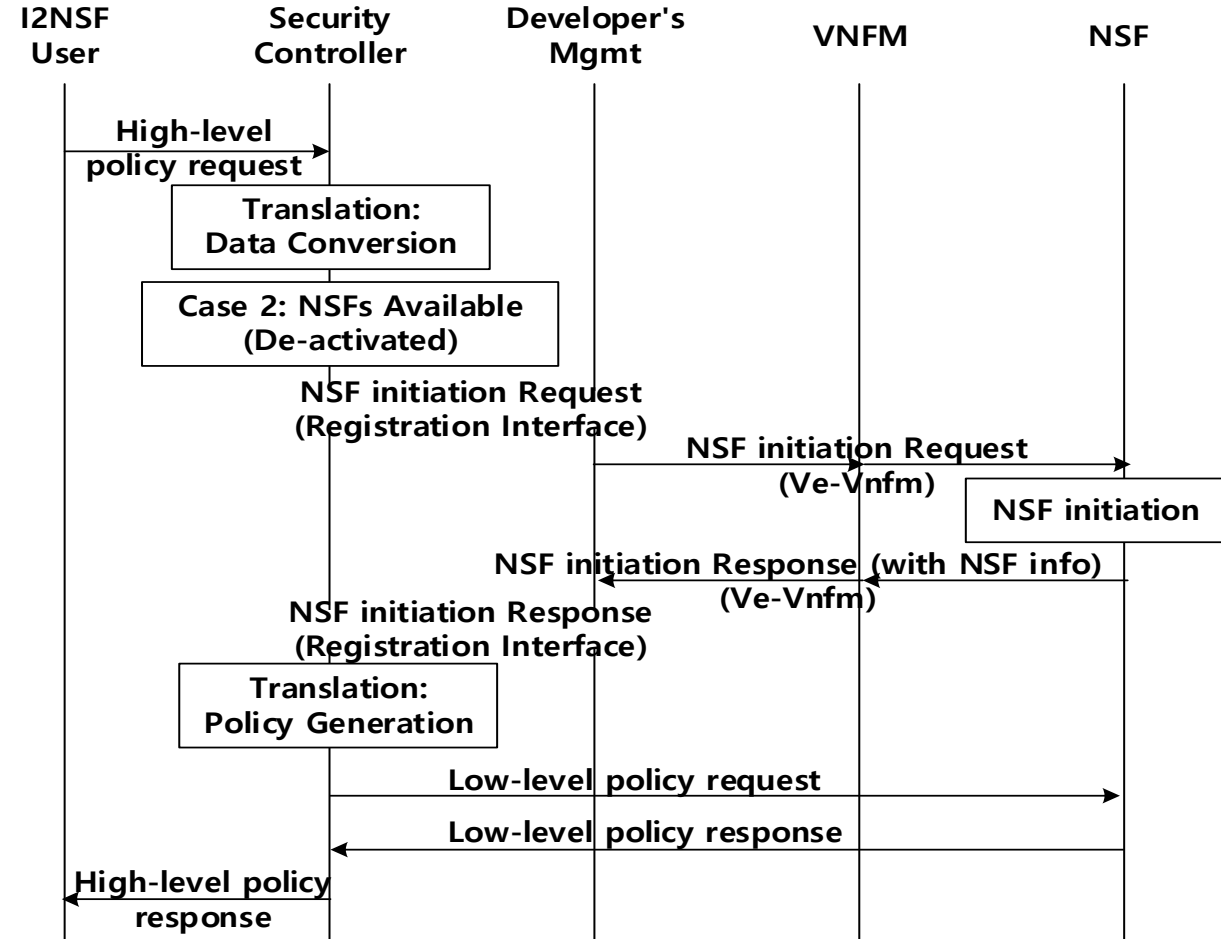 I2NSF
User
Security
Controller
Developer's
Mgmt
VNFM
NSF
High-level
policy request
Translation:
Data Conversion
Case 2: NSFs Available
(De-activated)
NSF initiation Request
(Registration Interface)
NSF initiation Request
(Ve-Vnfm)
NSF initiation
NSF initiation Response (with NSF info)
(Ve-Vnfm)
NSF initiation Response
(Registration Interface)
Translation:
Policy Generation
Low-level policy request
Low-level policy response
High-level policy
response